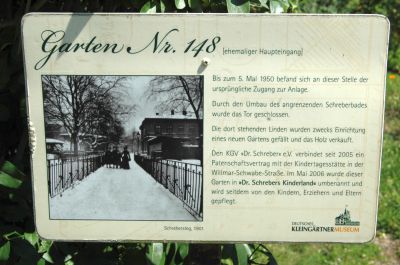 Garten Nr. 148 [ehemaliger Haupteingang]
Bis zum 5. Mai 1950 befand sich an dieser Stelle der
ursprüngliche Zugang zur Anlage.
Durch den Umbau des angrenzenden Schreberbades
wurde das Tor geschlossen.
Die dort stehenden Linden wurden zwecks Einrichtung
eines neuen Gartens gefällt und das Holz verkauft.
Den KGV »Dr. Schreber« e.V. verbindet seit 2005 ein
Patenschaftsvertrag mit der Kindertagesstätte in der
Willmar-Schwabe-Straße. Im Mai 2006 wurde dieser
Garten in »Dr. Schrebers Kinderland« umbenannt und
wird seitdem von den Kindern, Erziehern und Eltern
gepflegt.
Schrebersteg, 1901
DEUTSCHES
KLEINGÄRTNERMUSEUM